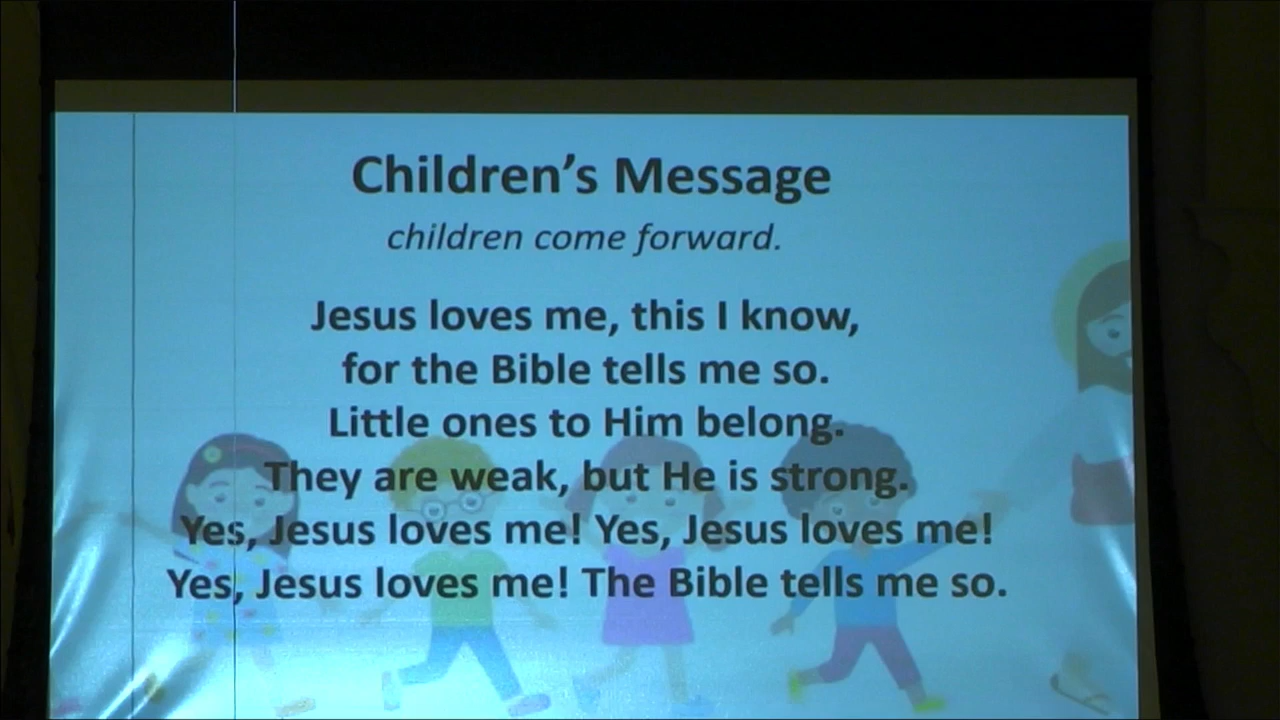 Children's Message
children come forward.
Jesus loves me, this I know,
for the Bible tells me so.
Little ones to Him belong.
They are weak, but He is strong.
Yes, Jesus loves me! Yes, Jesus loves me!
Yes, Jesus loves me! The Bible tells me so.